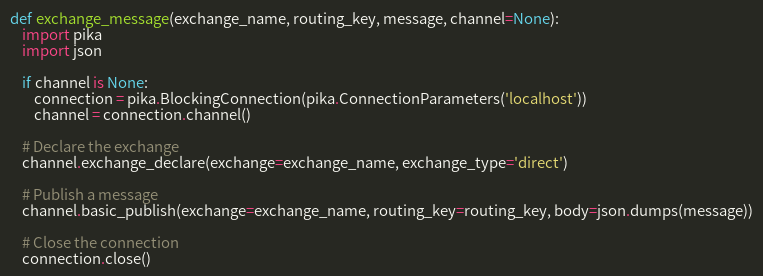 def exchange_message(exchange_name, routing_key, message, channel=None):
    import pika
    import json

    if channel is None:
        connection = pika.BlockingConnection(pika.ConnectionParameters('localhost'))
        channel = connection.channel()

    # Declare the exchange
    channel.exchange_declare(exchange=exchange_name, exchange_type='direct')

    # Publish a message
    channel.basic_publish(exchange=exchange_name, routing_key=routing_key, body=json.dumps(message))

    # Close the connection
    connection.close()